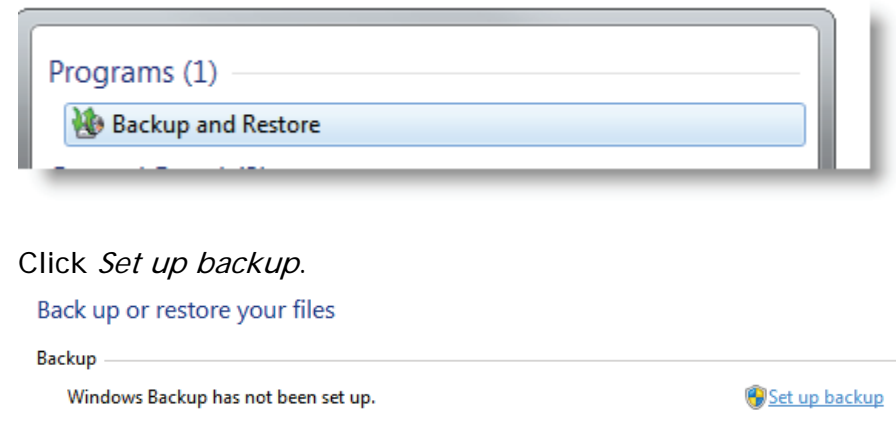 Programs (1)
Backup and Restore
Click Set up backup.
Back up or restore your files
Backup
Windows Backup has not been set up.
Set up backup